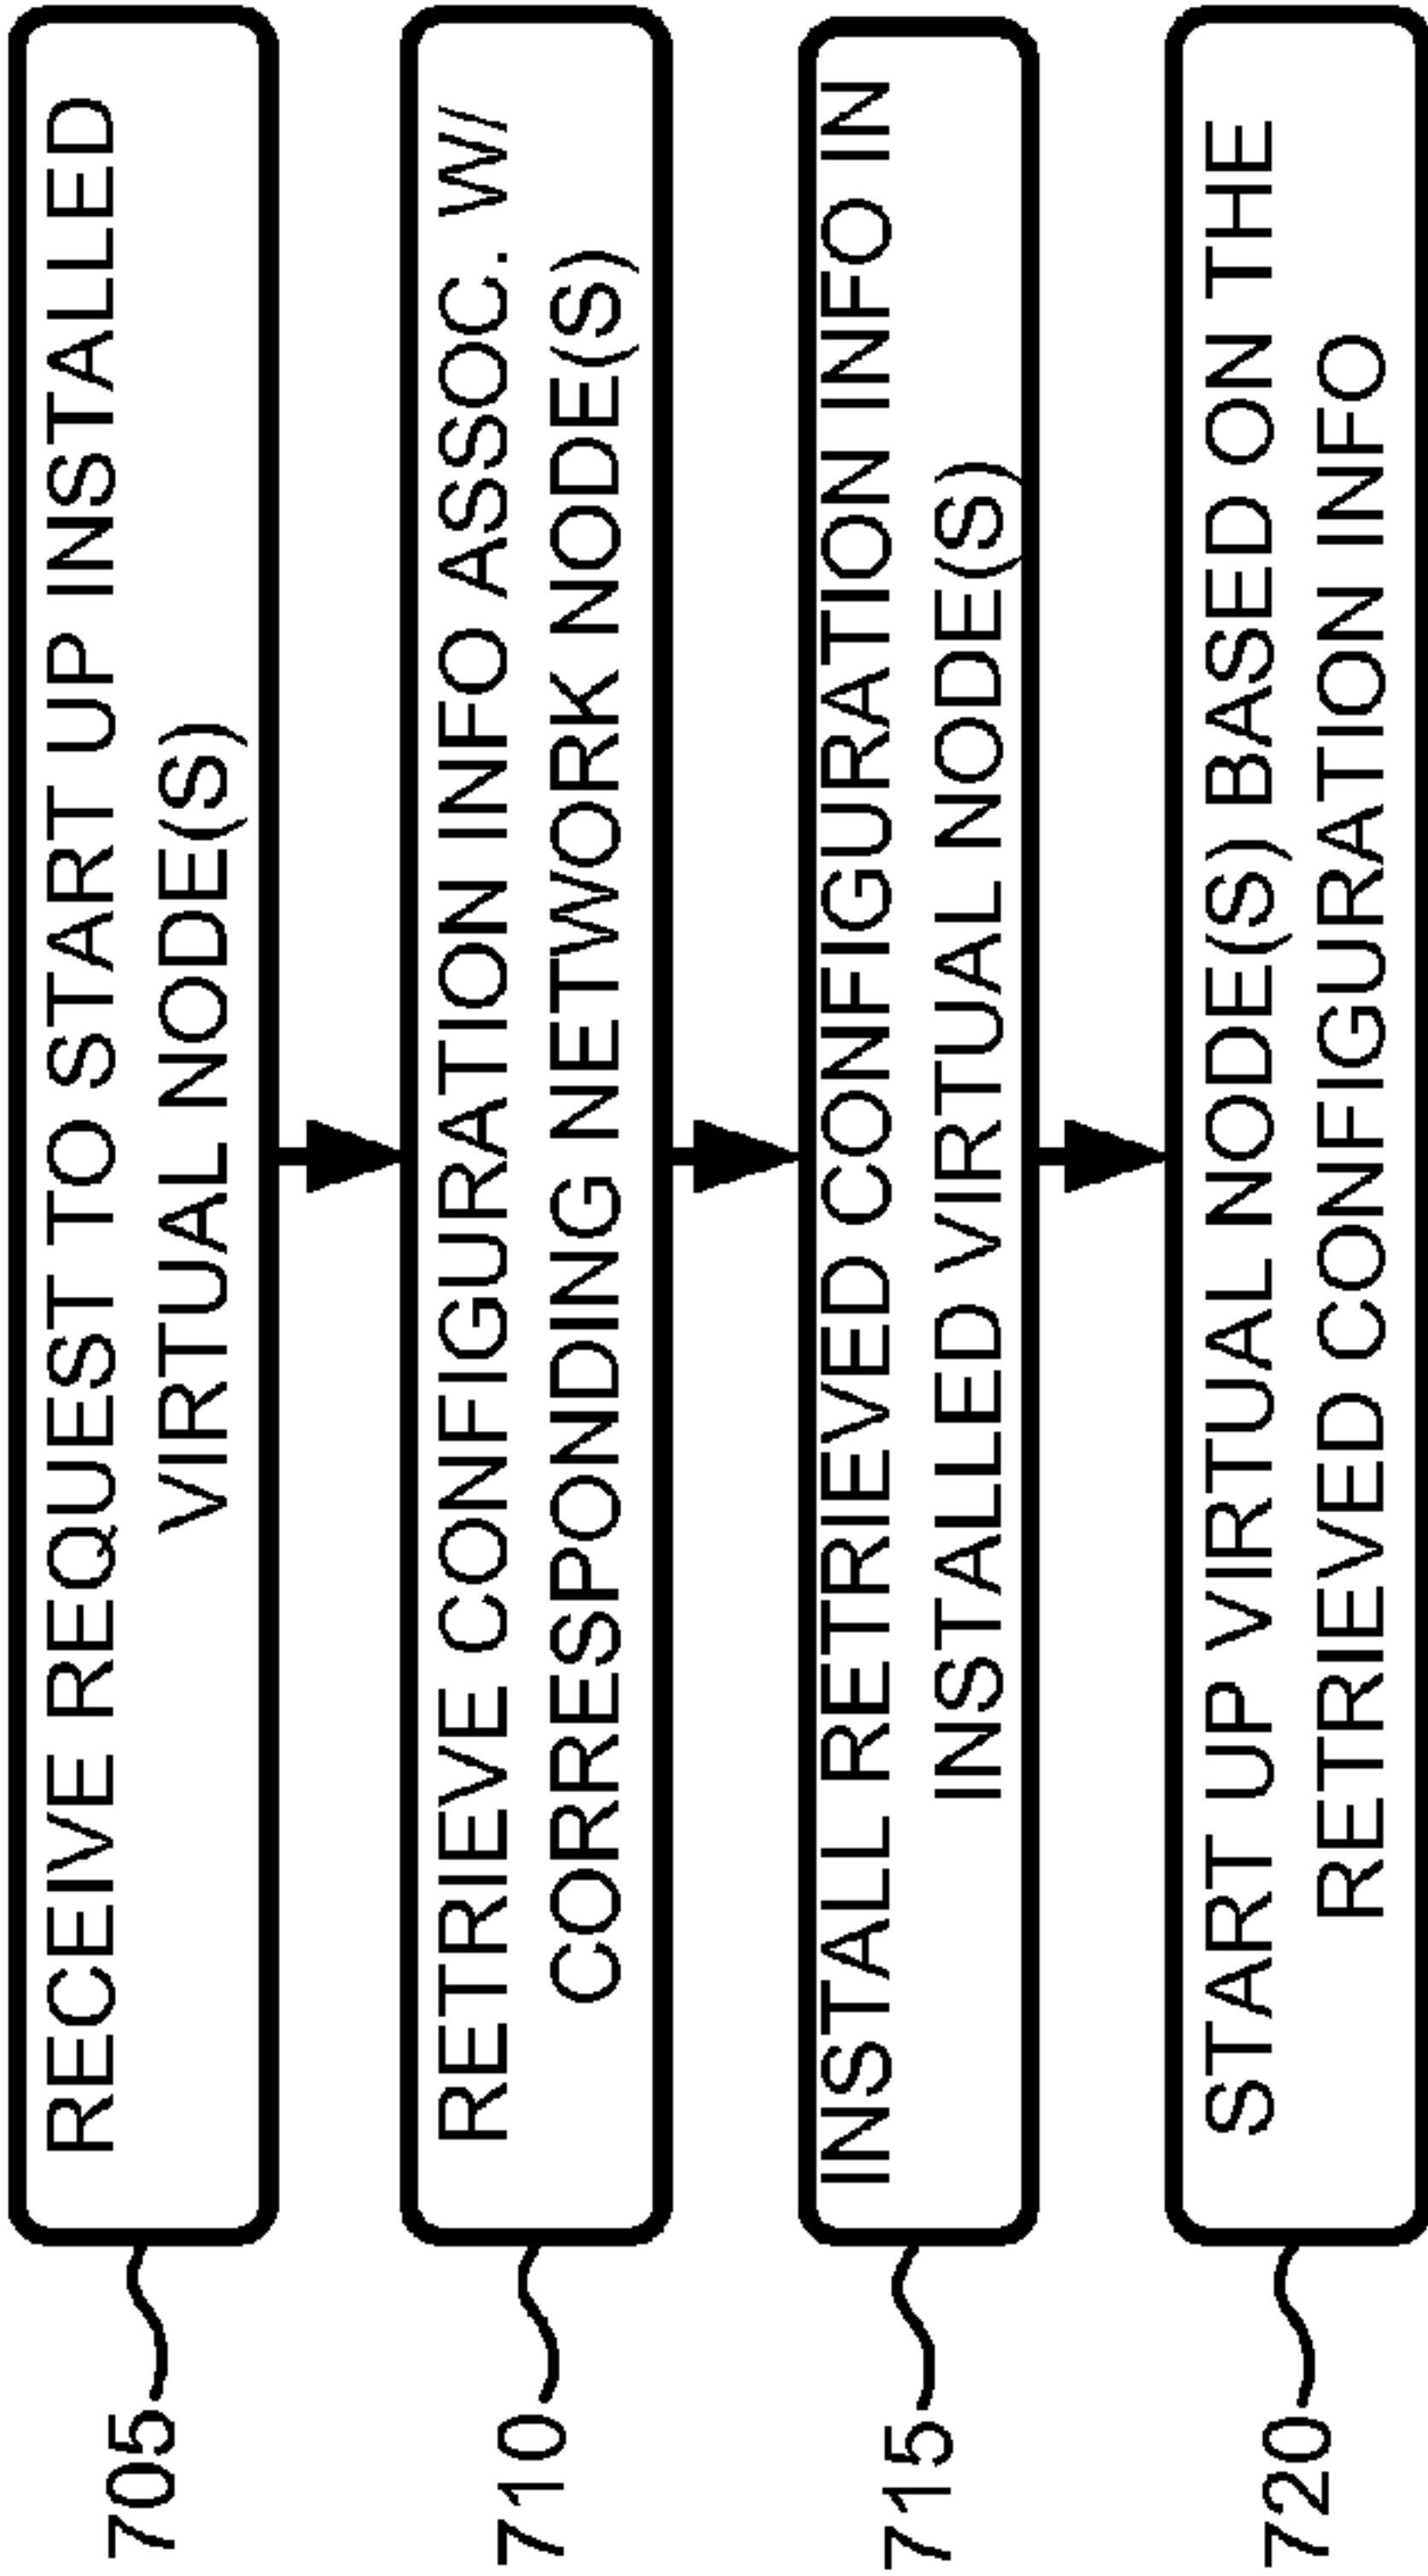 RECEIVE REQUEST TO START UP INSTALLED
VIRTUAL NODE(S)
705
RETRIEVE CONFIGURATION INFO ASSOC. W/
CORRESPONDING NETWORK NODE(S)
710
INSTALL RETRIEVED CONFIGURATION INFO IN
INSTALLED VIRTUAL NODE(S)
715
START UP VIRTUAL NODE(S) BASED ON THE
RETRIEVED CONFIGURATION INFO
720